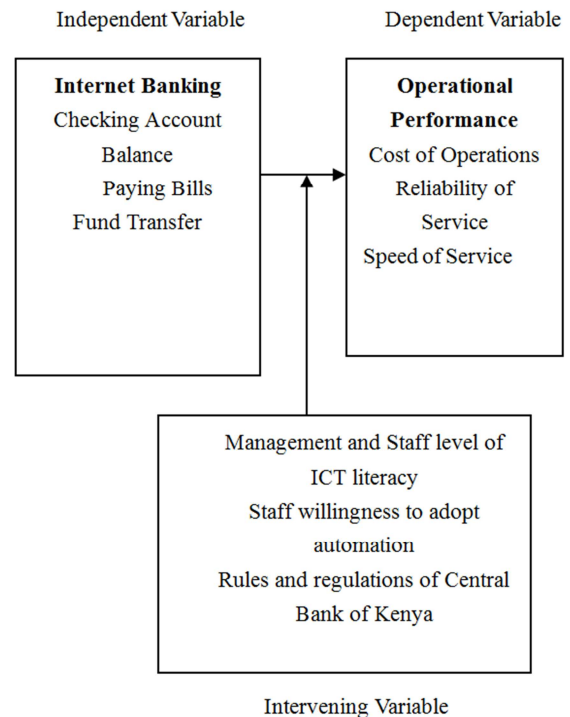 Independent Variable
Dependent Variable
Internet Banking
Checking Account
Balance
Paying Bills
Fund Transfer
Operational
Performance
Cost of Operations
Reliability of
Service
Speed of Service
Management and Staff level of
ICT literacy
Staff willingness to adopt
automation
Rules and regulations of Central
Bank of Kenya
Intervening Variable